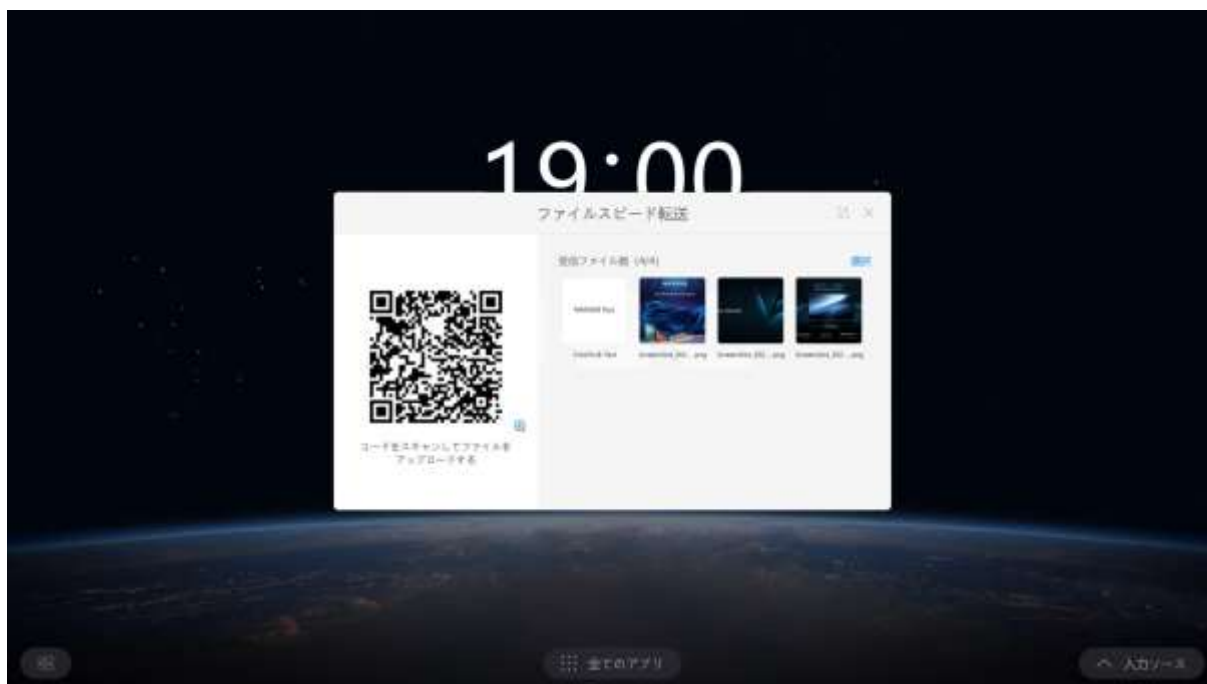 19:00
ファイルスピード転送
受信ファイル数 (4/4)
選択
コードをスキャンしてファイルを
アップロードする
全てのアプリ
入力ソース